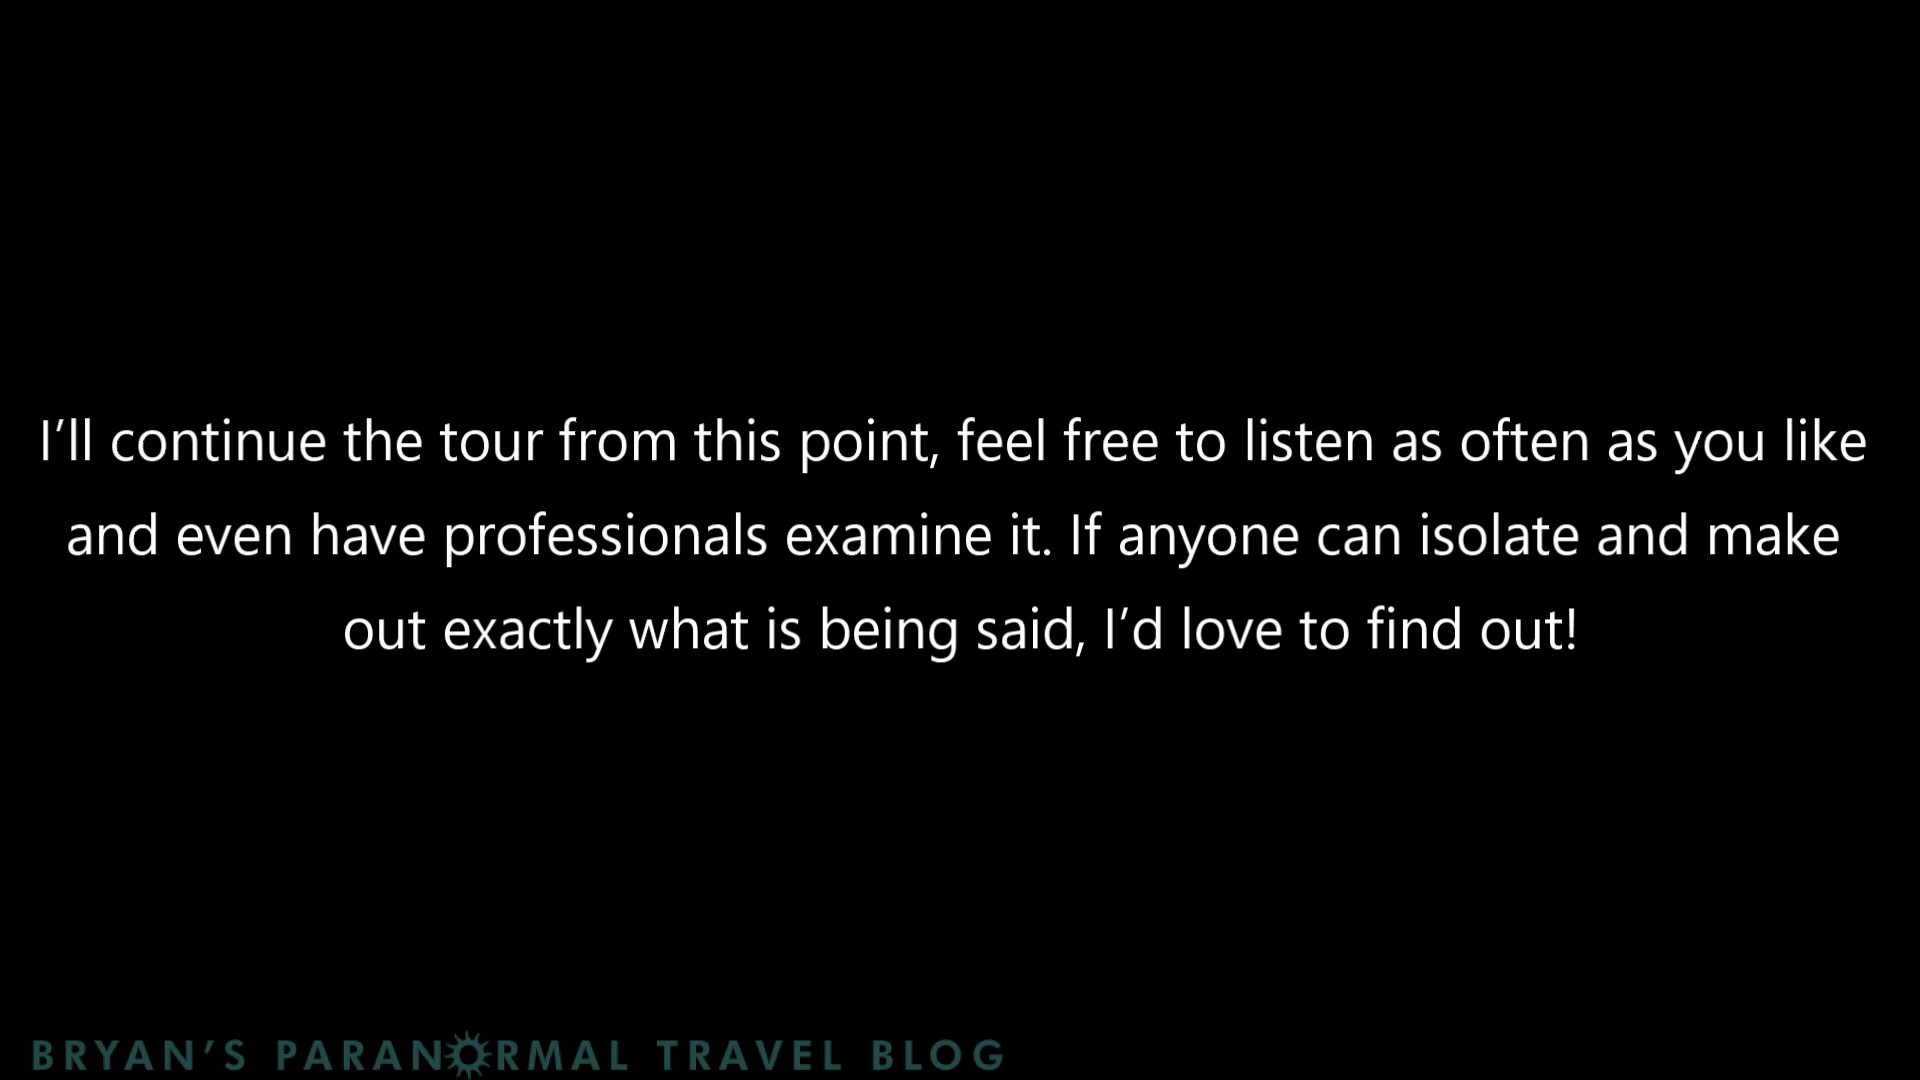 I’ll continue the tour from this point, feel free to listen as often as you like
and even have professionals examine it. If anyone can isolate and make
out exactly what is being said, I’d love to find out!
BRYAN’S PARANORMAL TRAVEL BLOG